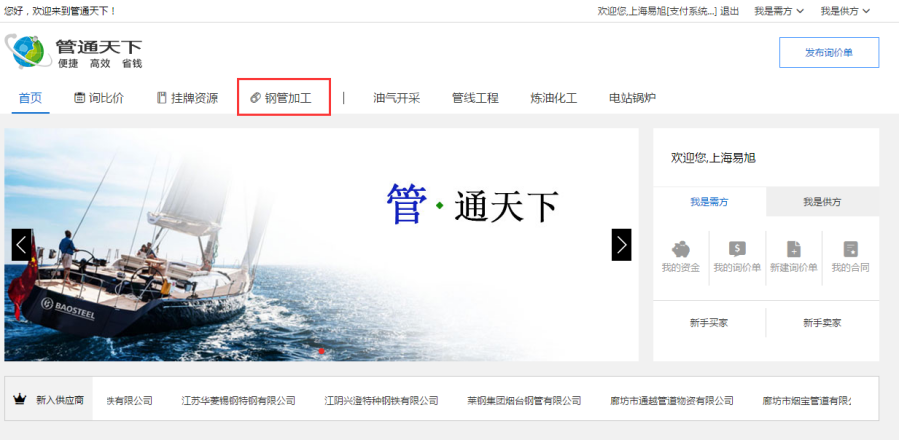 您好，欢迎来到管通天下！
欢迎您,上海易旭[支付系统...] 退出 我是需方 我是供方
管通天下
便捷 高效 省钱
发布询价单
首页 询比价 挂牌资源 钢管加工 | 油气开采 管线工程 炼油化工 电站锅炉
管·通天下
BAOSTEEL
欢迎您,上海易旭
我是需方 我是供方
我的资金 我的询价单 新建询价单 我的合同
新手买家 新手卖家
新入供应商 铁有限公司 江苏华菱锡钢特钢有限公司 江阴兴澄特种钢铁有限公司 莱钢集团烟台钢管有限公司 廊坊市通越管道物资有限公司 廊坊市烟宝管道有限公